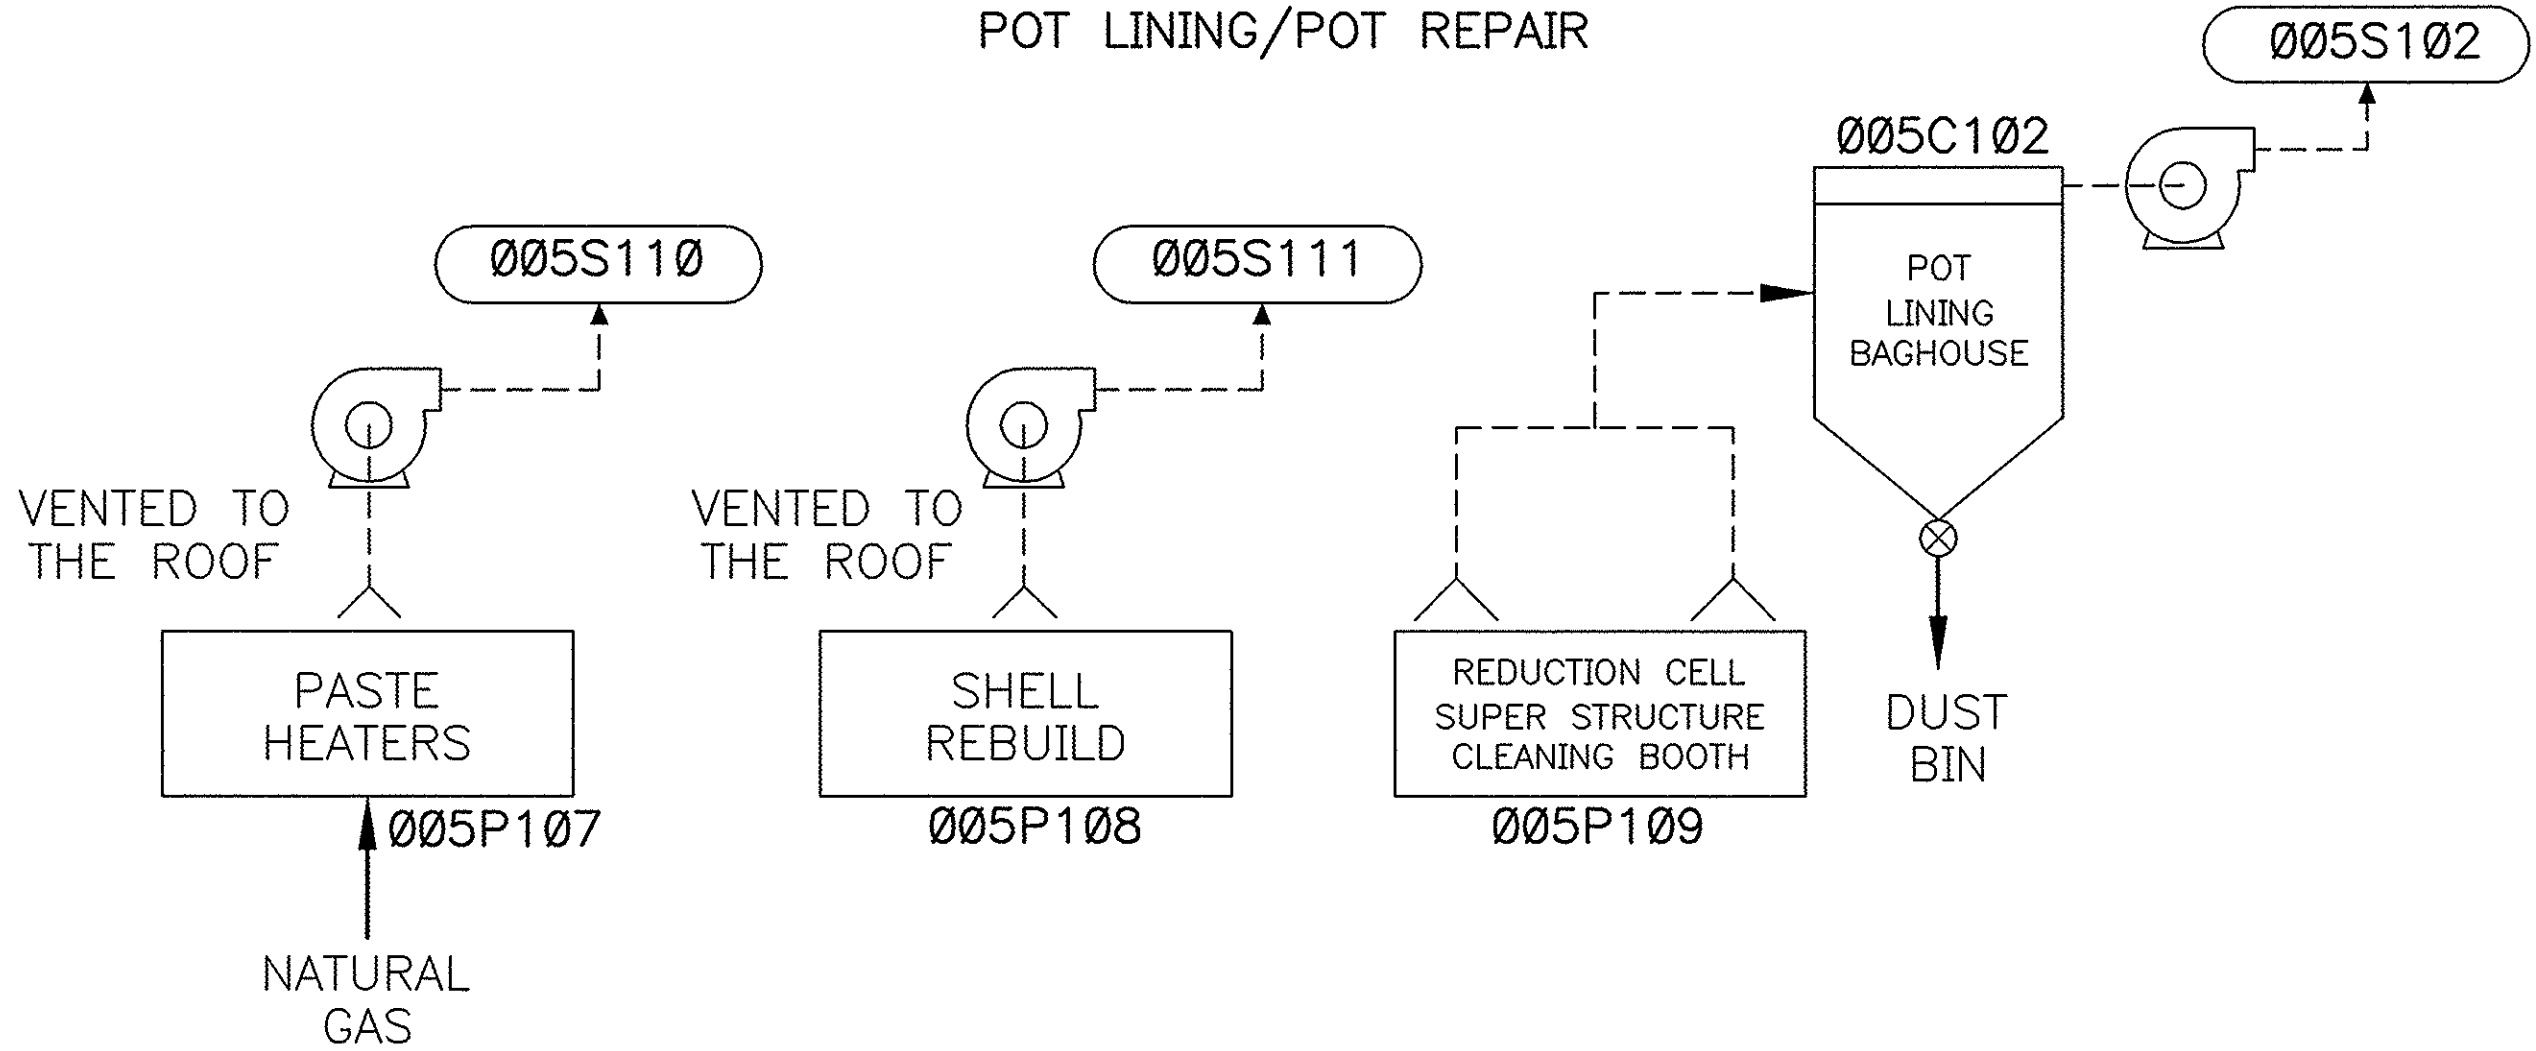 POT LINING/POT REPAIR
ØØ5S1Ø2
ØØ5C1Ø2
ØØ5S11Ø
ØØ5S111
POT
LINING
BAGHOUSE
VENTED TO
THE ROOF
VENTED TO
THE ROOF
PASTE
HEATERS
SHELL
REBUILD
REDUCTION CELL
SUPER STRUCTURE
CLEANING BOOTH
DUST
BIN
ØØ5P1Ø7
ØØ5P1Ø8
ØØ5P1Ø9
NATURAL
GAS